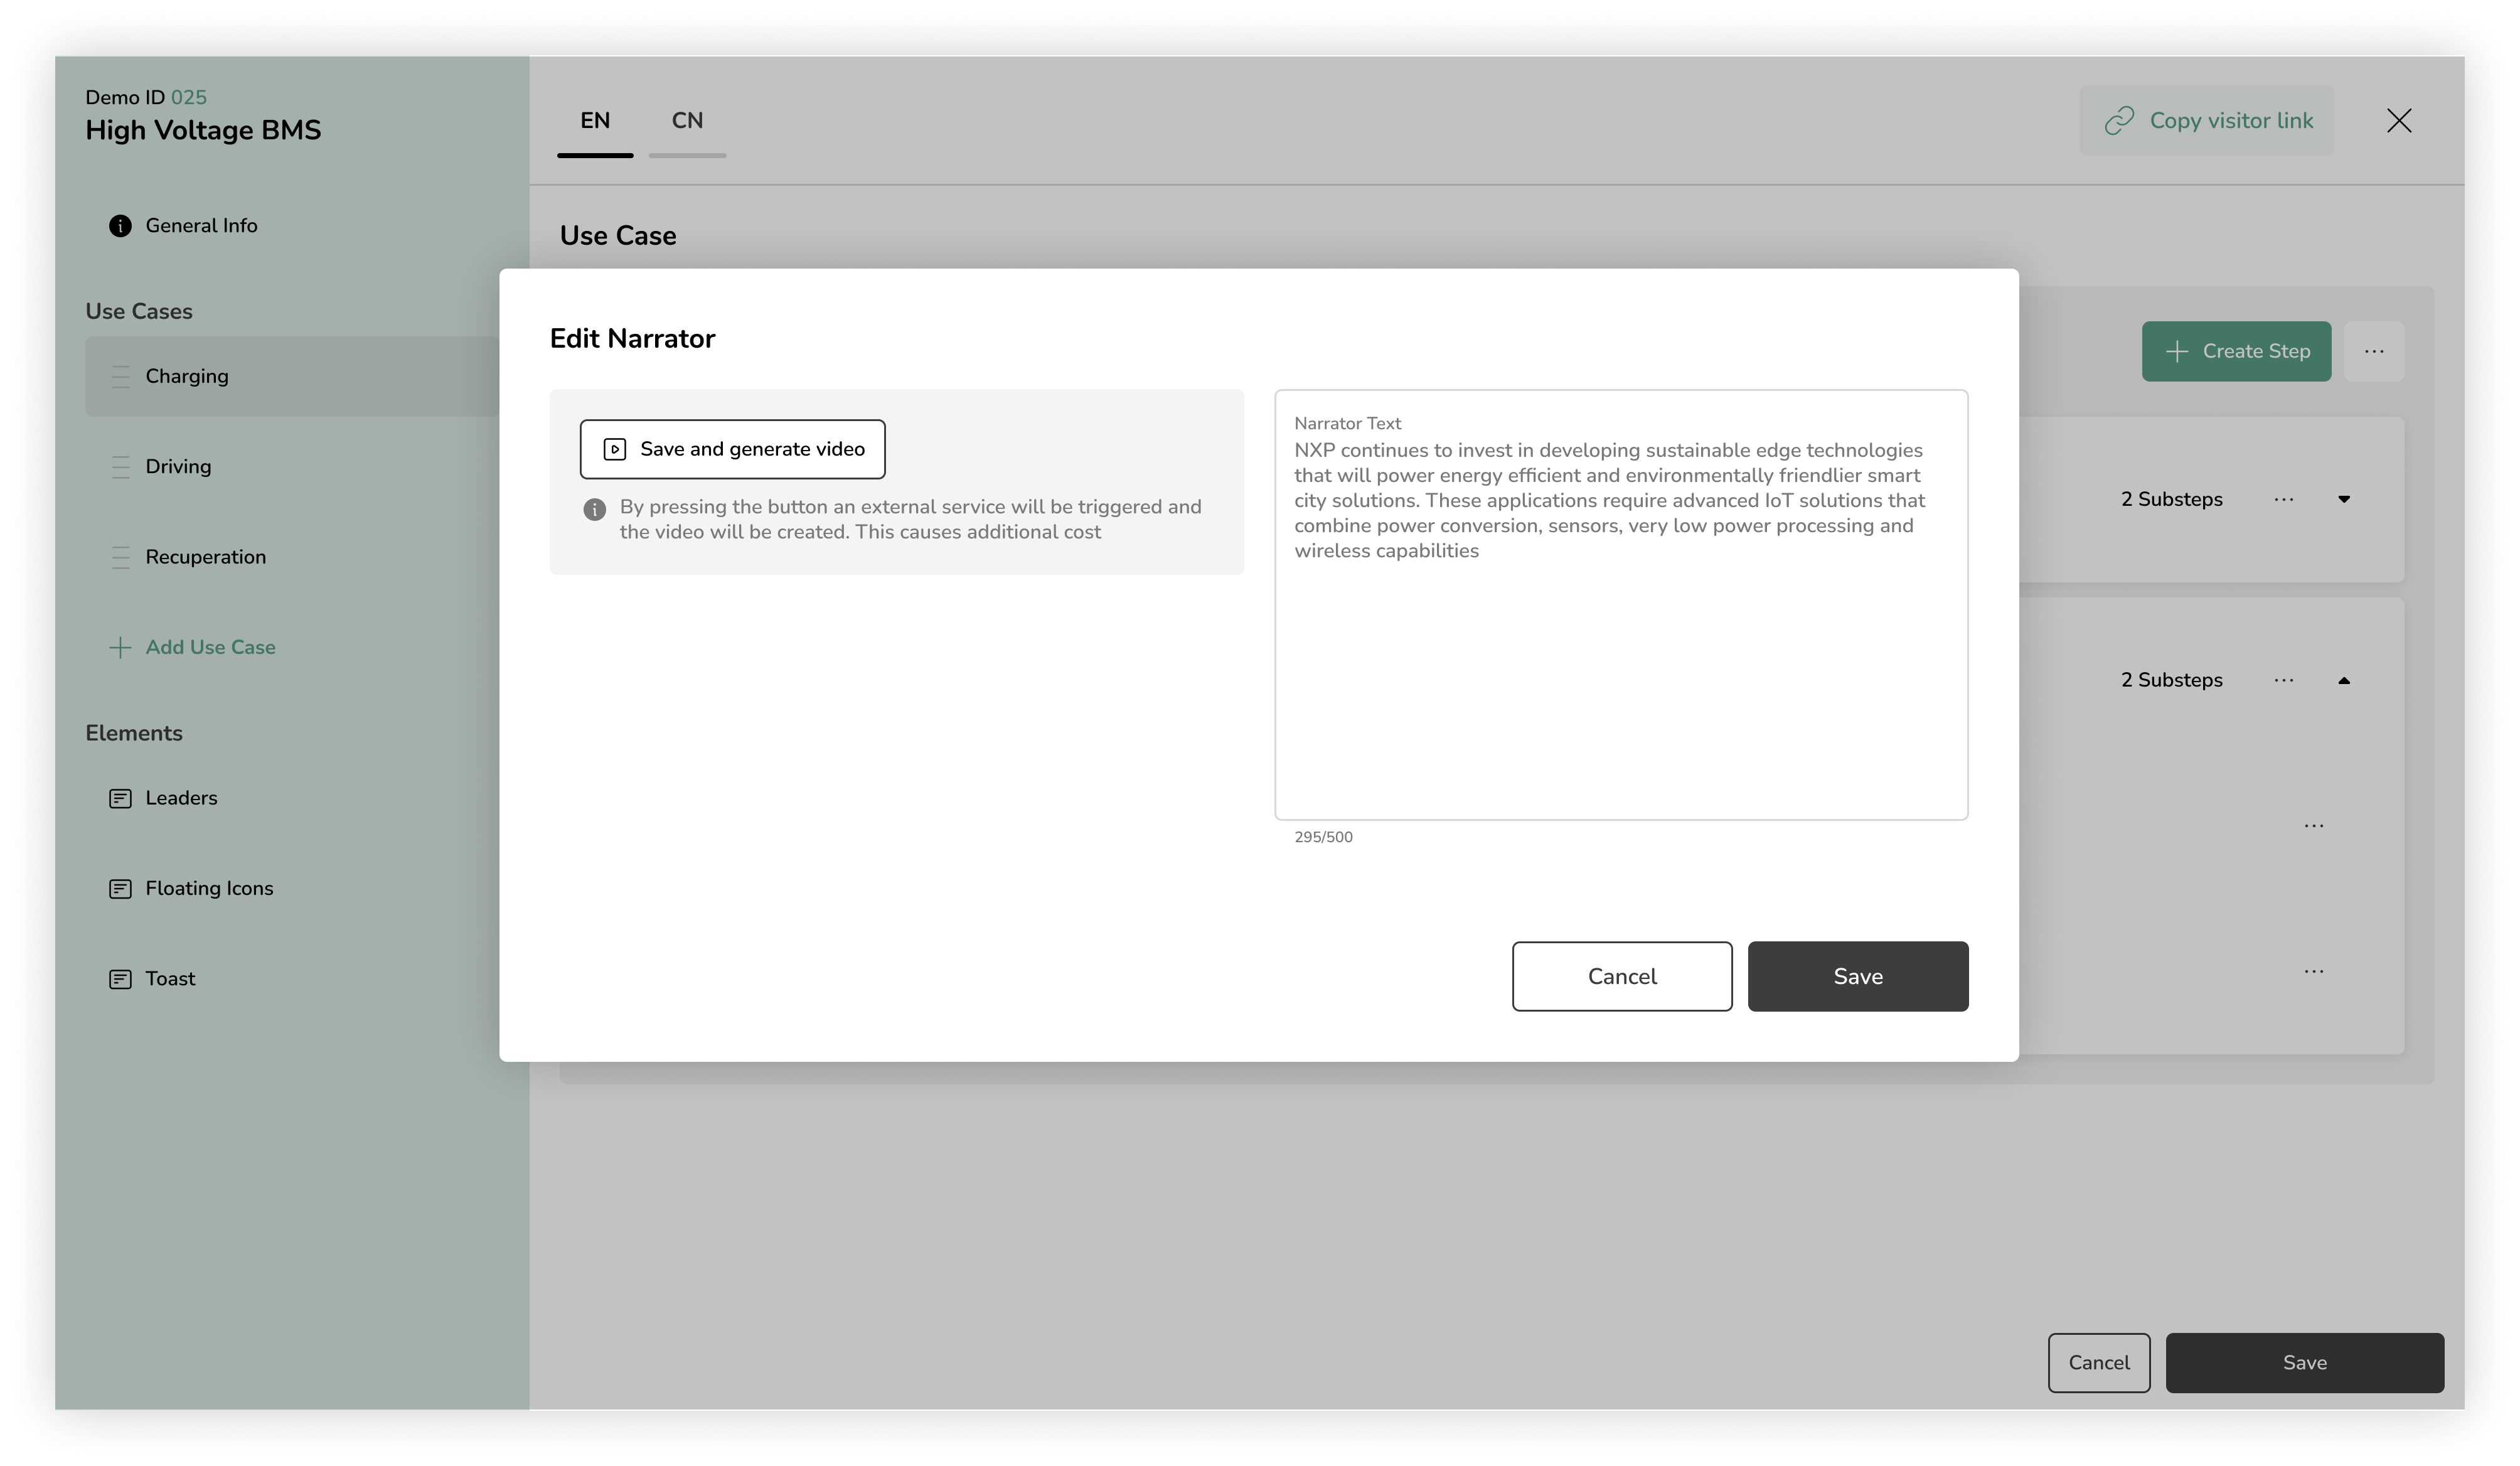 Demo ID 025
High Voltage BMS
General Info
Use Cases
Charging
Driving
Recuperation
Add Use Case
Elements
Leaders
Floating Icons
Toast
EN
CN
Copy visitor link
Use Case
Create Step
2 Substeps
2 Substeps
Edit Narrator
Save and generate video
By pressing the button an external service will be triggered and
the video will be created. This causes additional cost
Narrator Text
NXP continues to invest in developing sustainable edge technologies
that will power energy efficient and environmentally friendlier smart
city solutions. These applications require advanced IoT solutions that
combine power conversion, sensors, very low power processing and
wireless capabilities
295/500
Cancel
Save
Cancel
Save